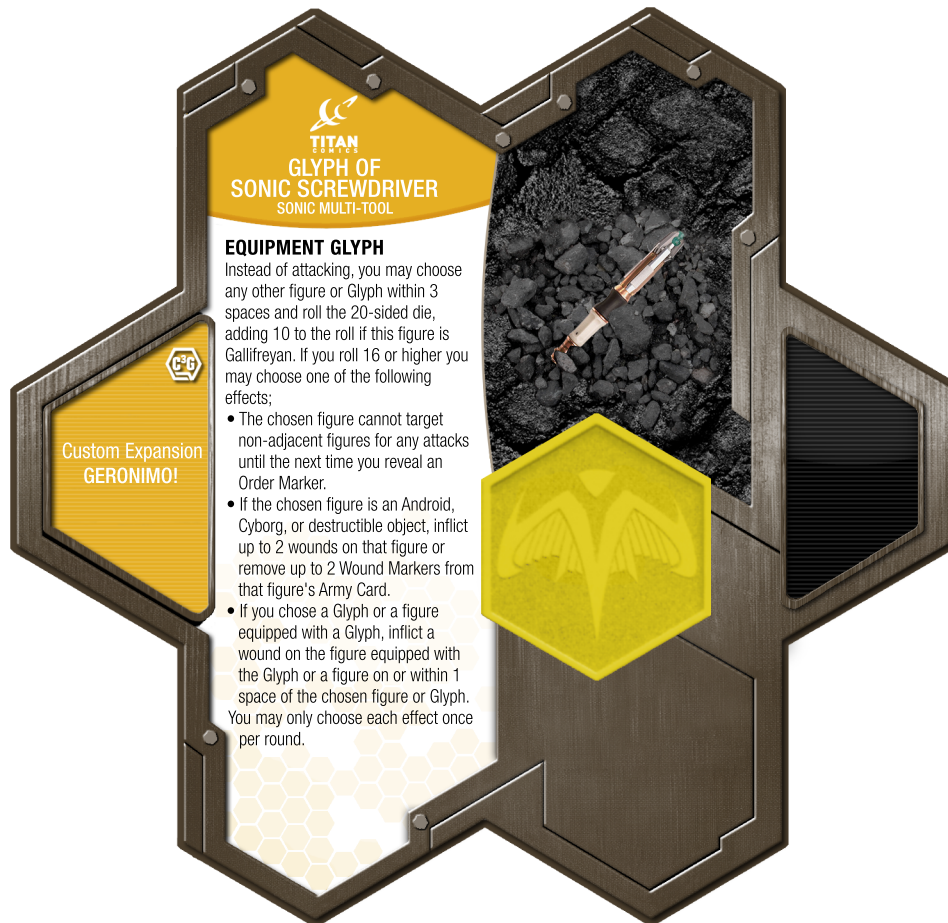 TITAN
COMICS
GLYPH OF
SONIC SCREWDRIVER
SONIC MULTI-TOOL
EQUIPMENT GLYPH
Instead of attacking, you may choose
any other figure or Glyph within 3
spaces and roll the 20-sided die,
adding 10 to the roll if this figure is
Gallifreyan. If you roll 16 or higher you
may choose one of the following
effects;
• The chosen figure cannot target
non-adjacent figures for any attacks
until the next time you reveal an
Order Marker.
• If the chosen figure is an Android,
Cyborg, or destructible object, inflict
up to 2 wounds on that figure or
remove up to 2 Wound Markers from
that figure's Army Card.
• If you chose a Glyph or a figure
equipped with a Glyph, inflict a
wound on the figure equipped with
the Glyph or a figure on or within 1
space of the chosen figure or Glyph.
You may only choose each effect once
per round.
C³G
Custom Expansion
GERONIMO!